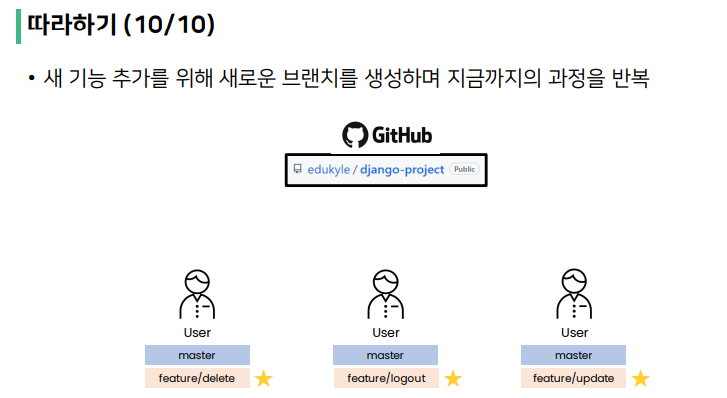 따라하기 (10/10)
• 새 기능 추가를 위해 새로운 브랜치를 생성하며 지금까지의 과정을 반복
GitHub
edukyle / django-project Public
User User User
master master master
feature/delete feature/logout feature/update